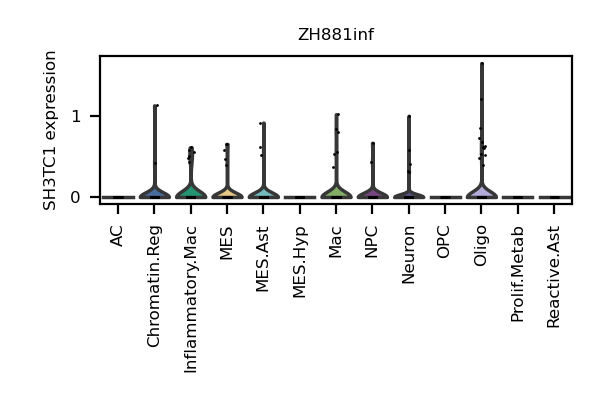 ZH881inf
SH3TC1 expression
1
0
AC
Chromatin.Reg
Inflammatory.Mac
MES
MES.Ast
MES.Hyp
Mac
NPC
Neuron
OPC
Oligo
Prolif.Metab
Reactive.Ast